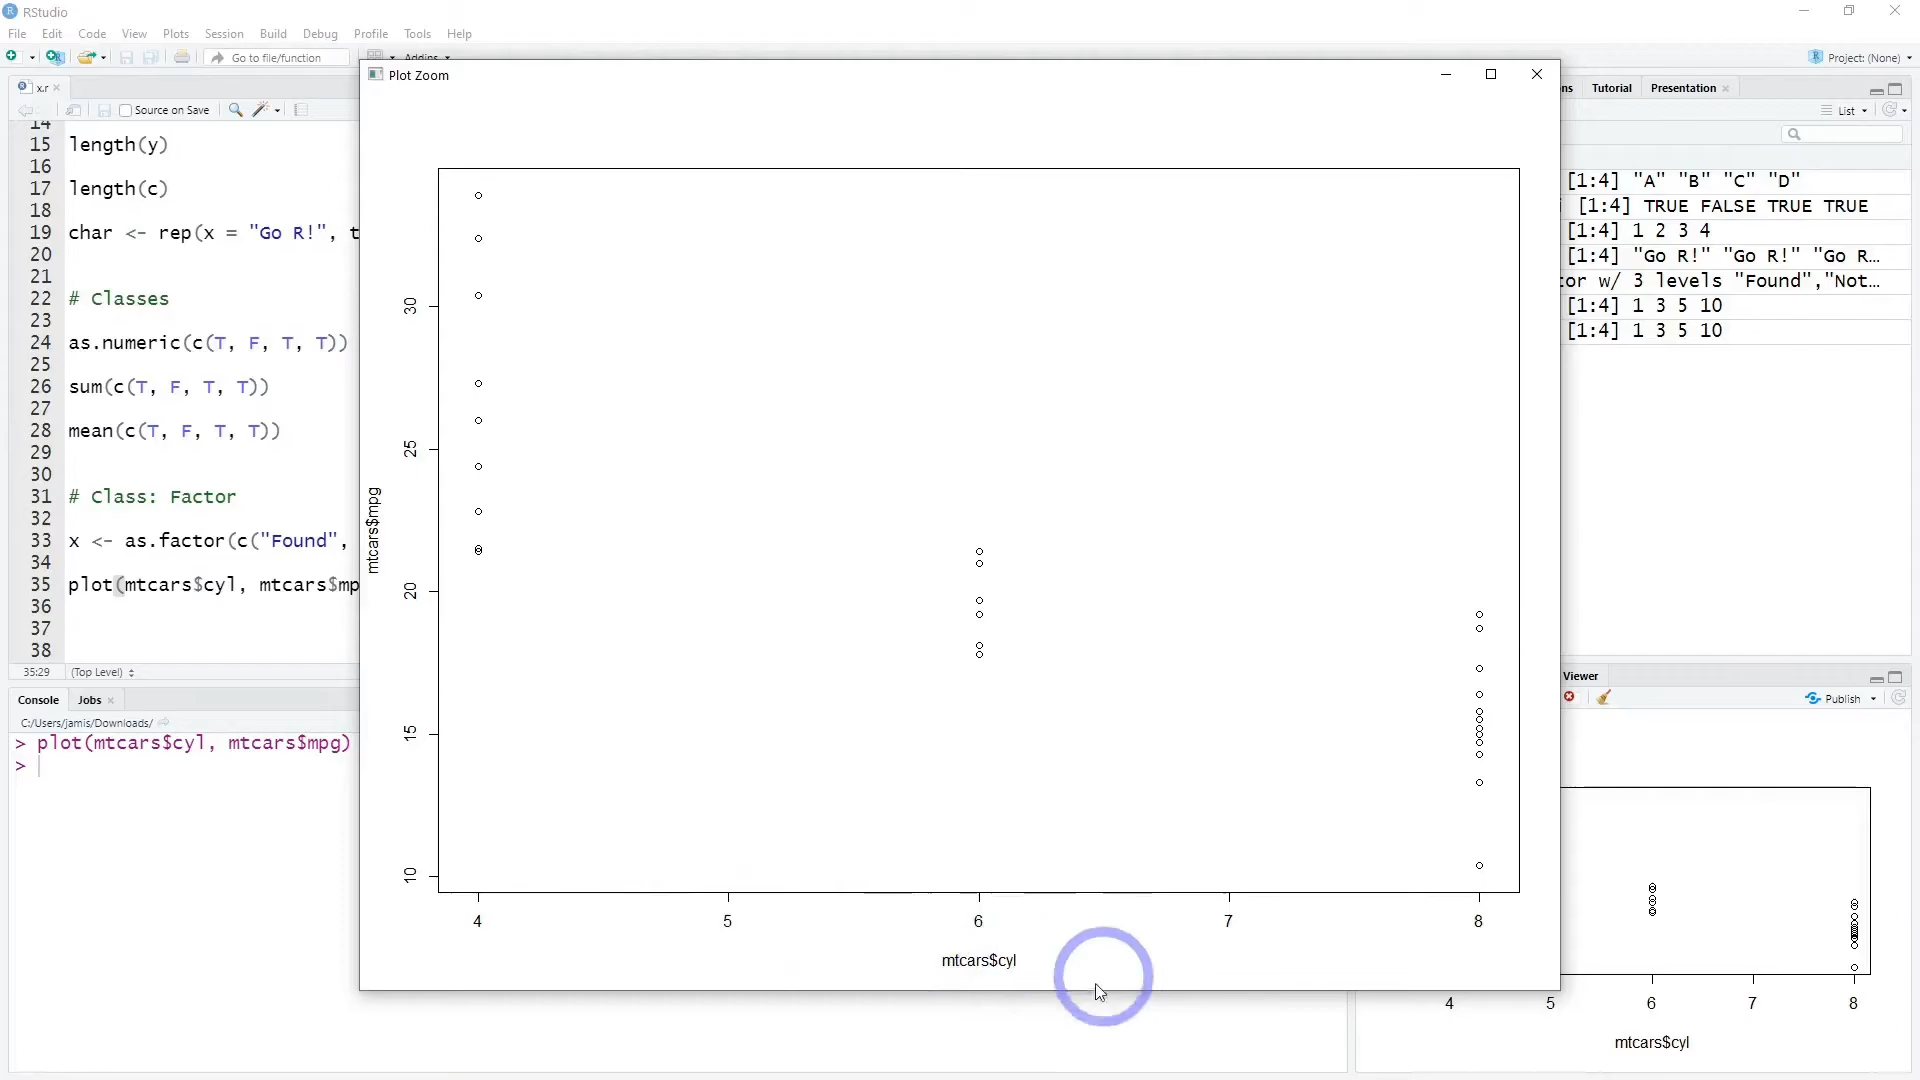 RStudio
File Edit Code View Plots Session Build Debug Profile Tools Help
Go to file/function Addins Project: (None)
x.r
Source on Save
14
15 length(y)
16
17 length(c)
18
19 char <- rep(x = "Go R!", t
20
21
22 # Classes
23
24 as.numeric(c(T, F, T, T))
25
26 sum(c(T, F, T, T))
27
28 mean(c(T, F, T, T))
29
30
31 # Class: Factor
32
33 x <- as.factor(c("Found",
34
35 plot(mtcars$cyl, mtcars$mp
36
37
38
35:29 (Top Level)
Console Jobs
C:/Users/jamis/Downloads/
> plot(mtcars$cyl, mtcars$mpg)
>
Plot Zoom
mtcars$mpg
30
25
20
15
10
4 5 6 7 8
mtcars$cyl
ns Tutorial Presentation
List
[1:4] "A" "B" "C" "D"
[1:4] TRUE FALSE TRUE TRUE
[1:4] 1 2 3 4
[1:4] "Go R!" "Go R!" "Go R…
tor w/ 3 levels "Found","Not…
[1:4] 1 3 5 10
[1:4] 1 3 5 10
Viewer
Publish
4 5 6 7 8
mtcars$cyl